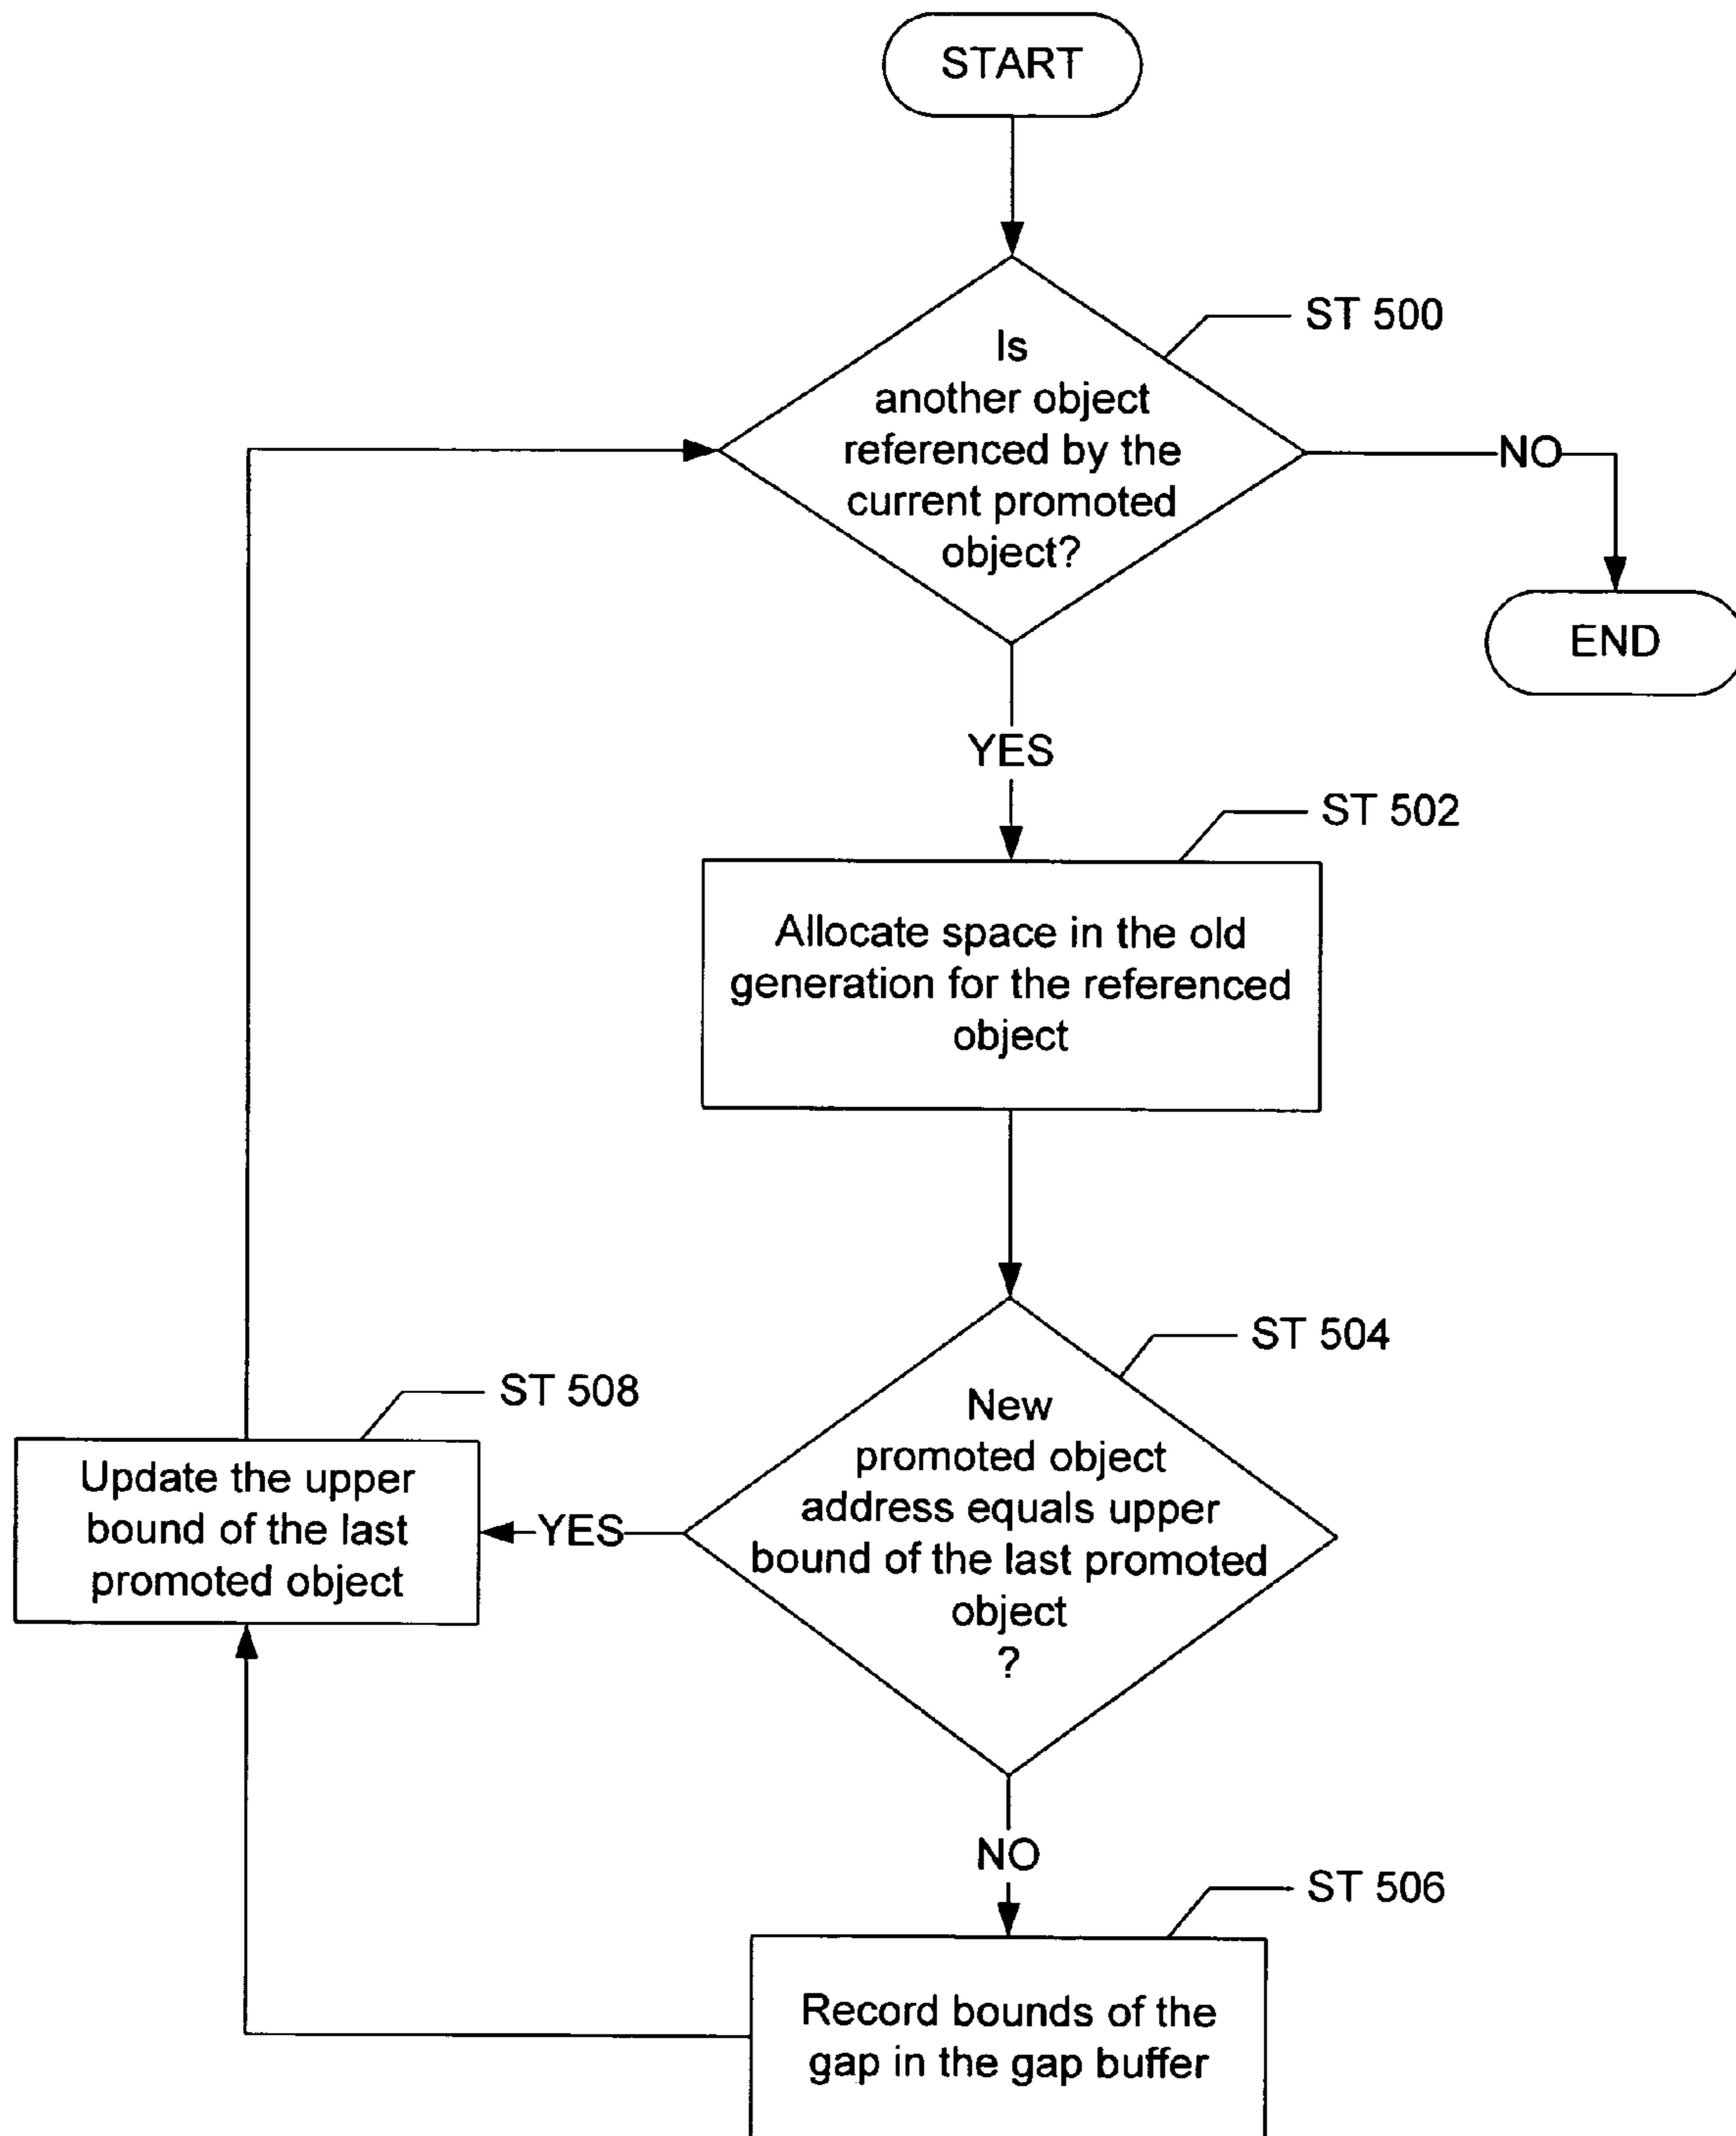 START
ST 500
Is
another object
referenced by the
current promoted
object?
NO
END
YES
ST 502
Allocate space in the old
generation for the referenced
object
ST 504
New
promoted object
address equals upper
bound of the last promoted
object
?
YES
ST 508
Update the upper
bound of the last
promoted object
NO
ST 506
Record bounds of the
gap in the gap buffer